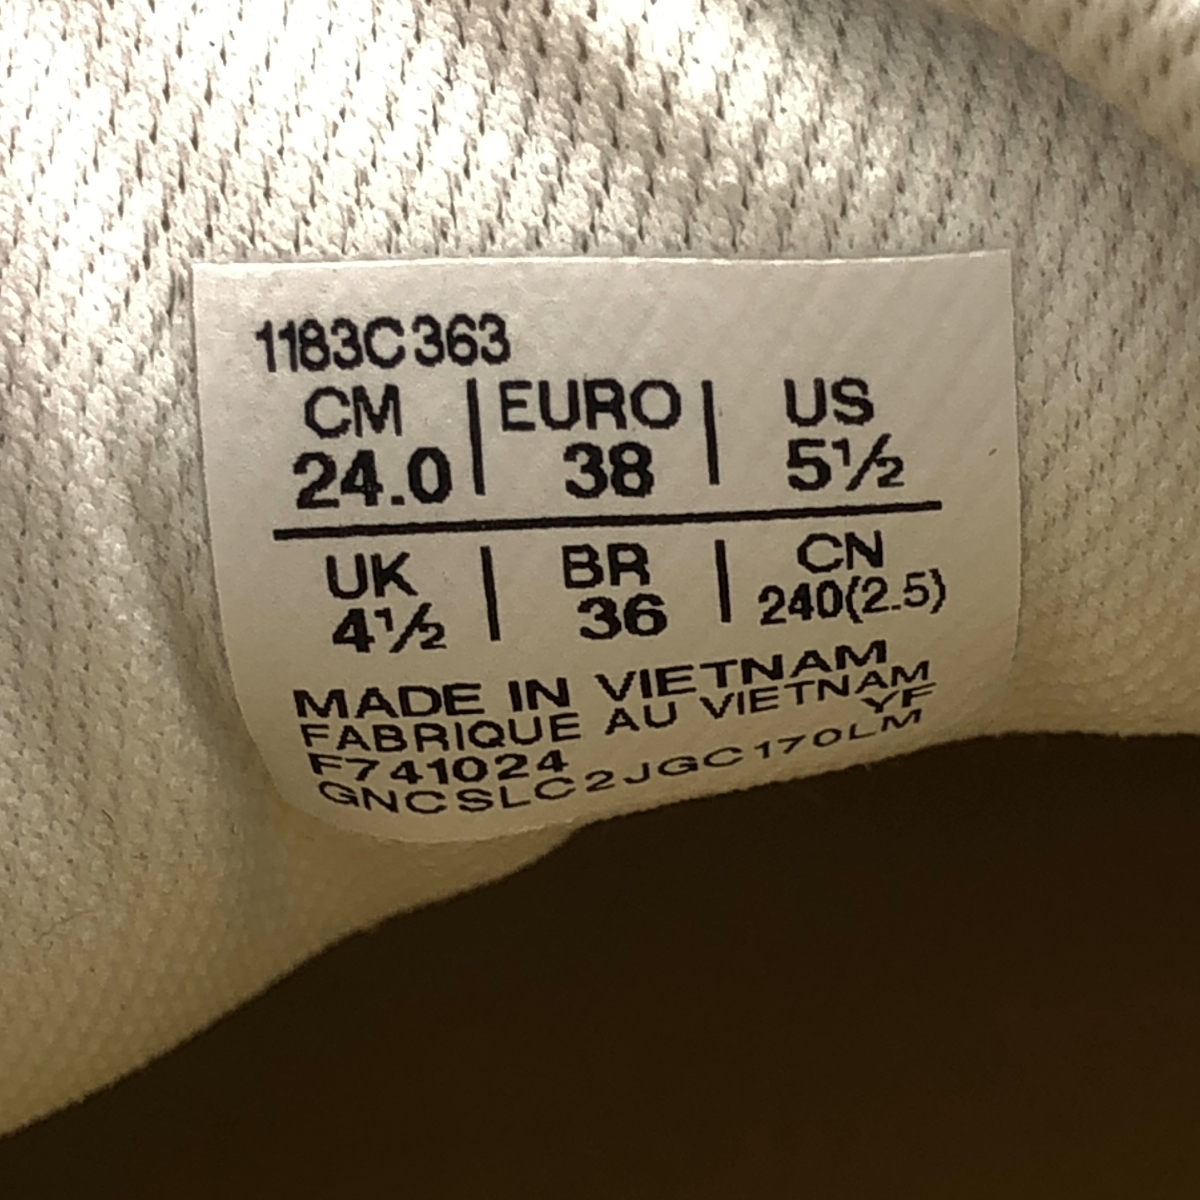 1183C363
CM | EURO | US
24.0 | 38 | 5½
UK | BR | CN
4½ | 36 | 240(2.5)
MADE IN VIETNAM
FABRIQUE AU VIETNAM
YF
F741024
GNCSLC2JGC170LM